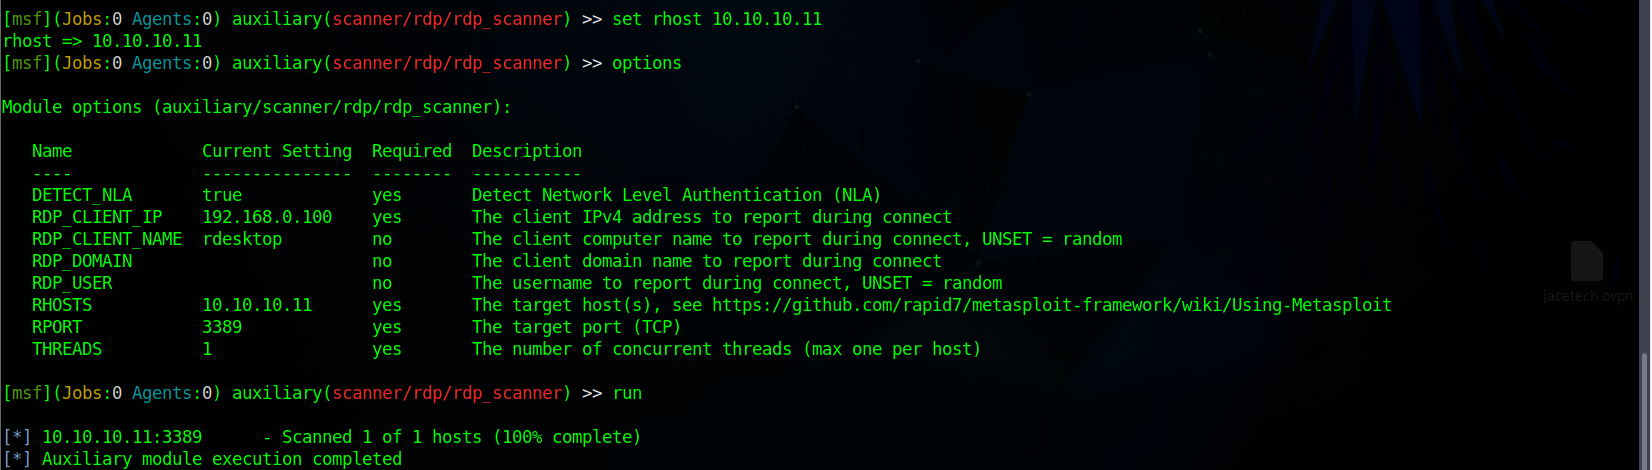 [msf](Jobs:0 Agents:0) auxiliary(scanner/rdp/rdp_scanner) >> set rhost 10.10.10.11
rhost => 10.10.10.11
[msf](Jobs:0 Agents:0) auxiliary(scanner/rdp/rdp_scanner) >> options
Module options (auxiliary/scanner/rdp/rdp_scanner):
Name Current Setting Required Description
---- --------------- -------- -----------
DETECT_NLA true yes Detect Network Level Authentication (NLA)
RDP_CLIENT_IP 192.168.0.100 yes The client IPv4 address to report during connect
RDP_CLIENT_NAME rdesktop no The client computer name to report during connect, UNSET = random
RDP_DOMAIN no The client domain name to report during connect
RDP_USER no The username to report during connect, UNSET = random
RHOSTS 10.10.10.11 yes The target host(s), see https://github.com/rapid7/metasploit-framework/wiki/Using-Metasploit
RPORT 3389 yes The target port (TCP)
THREADS 1 yes The number of concurrent threads (max one per host)
[msf](Jobs:0 Agents:0) auxiliary(scanner/rdp/rdp_scanner) >> run
[*] 10.10.10.11:3389 - Scanned 1 of 1 hosts (100% complete)
[*] Auxiliary module execution completed
jacetech.ovpn